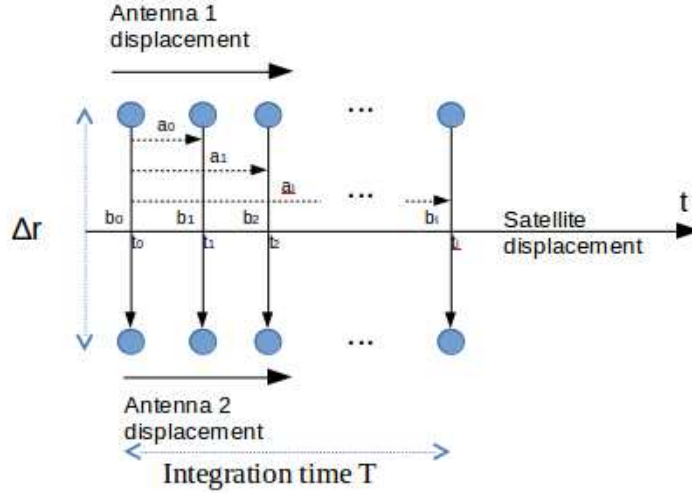 Antenna 1
displacement
...
a₀
a₁
aᵢ ...
b₀ b₁ b₂ bᵢ Satellite t
Δr
t₀ t₁ t₂ tᵢ displacement
...
Antenna 2
displacement
Integration time T